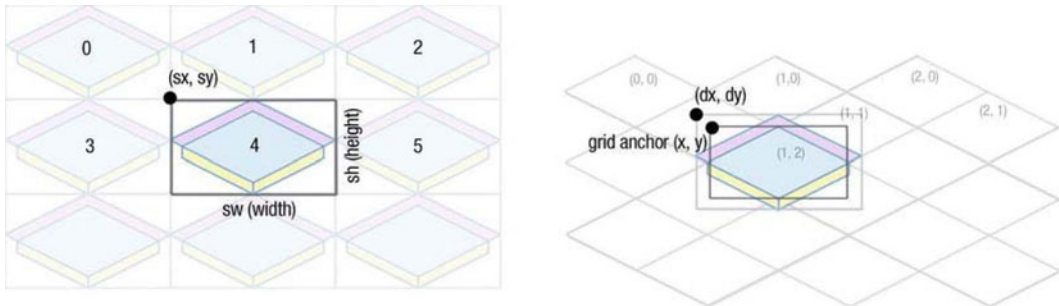 0
1
2
(sx, sy)
3
4
5
sh (height)
sw (width)
(0, 0)
(1,0)
(2, 0)
(dx, dy)
(1, 1)
(2, 1)
grid anchor (x, y)
(1, 2)